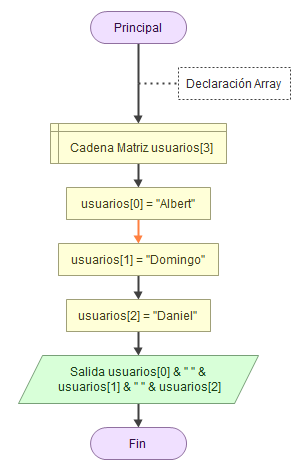 Principal
Declaración Array
Cadena Matriz usuarios[3]
usuarios[0] = "Albert"
usuarios[1] = "Domingo"
usuarios[2] = "Daniel"
Salida usuarios[0] & " " &
usuarios[1] & " " & usuarios[2]
Fin